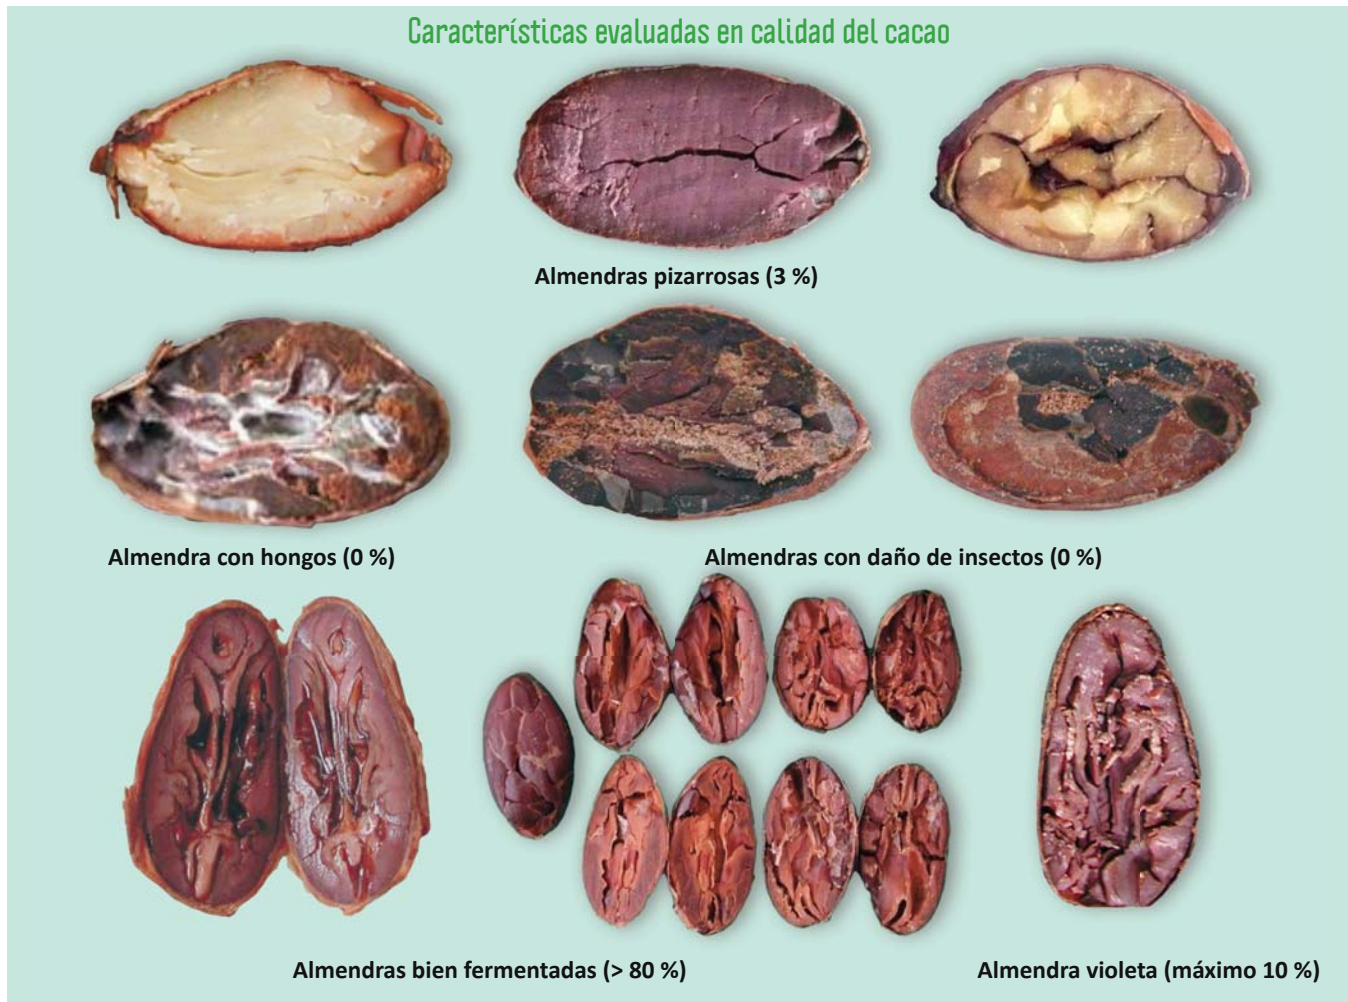 Características evaluadas en calidad del cacao
Almendras pizarrosas (3 %)
Almendra con hongos (0 %)
Almendras con daño de insectos (0 %)
Almendras bien fermentadas (> 80 %)
Almendra violeta (máximo 10 %)